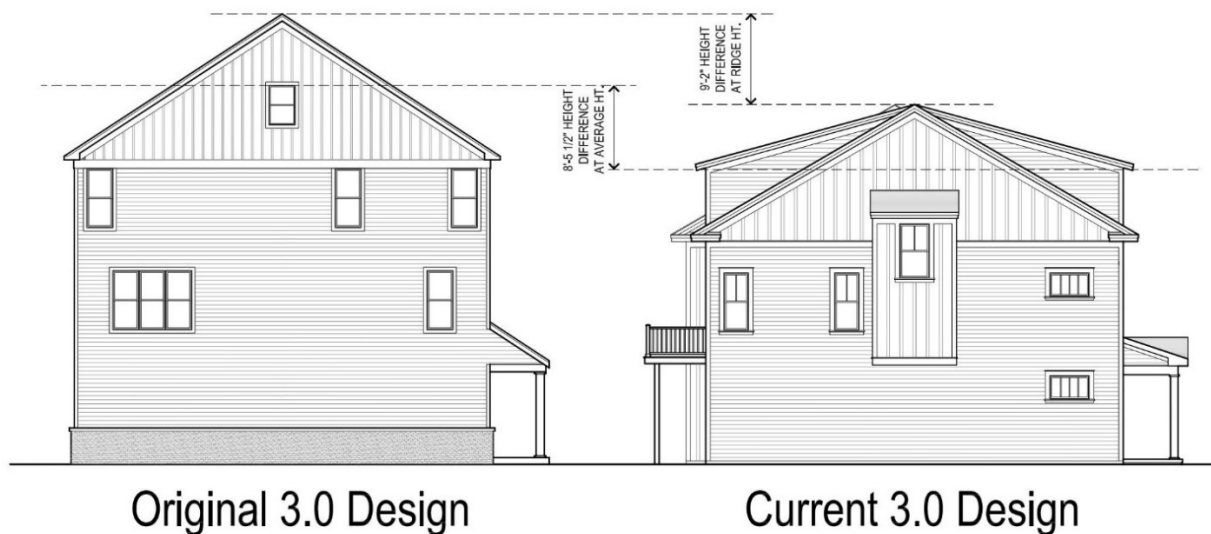 9'-2" HEIGHT
DIFFERENCE
AT RIDGE HT.
8'-5 1/2" HEIGHT
DIFFERENCE
AT AVERAGE HT.
Original 3.0 Design
Current 3.0 Design